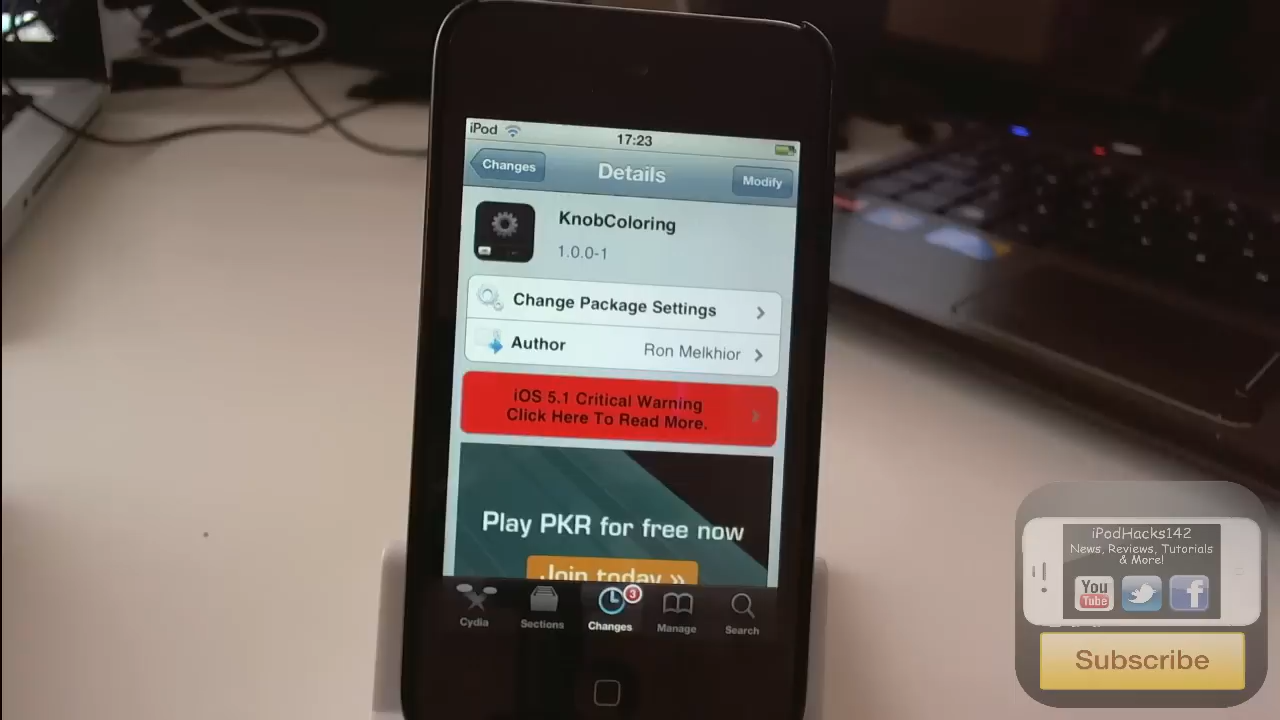 iPod
17:23
Changes
Details
Modify
KnobColoring
1.0.0-1
Change Package Settings
Author
Ron Melkhior
iOS 5.1 Critical Warning
Click Here To Read More.
Play PKR for free now
Join today »
3
Cydia
Sections
Changes
Manage
Search
iPodHacks142
News, Reviews, Tutorials
& More!
You
Tube
f
Subscribe